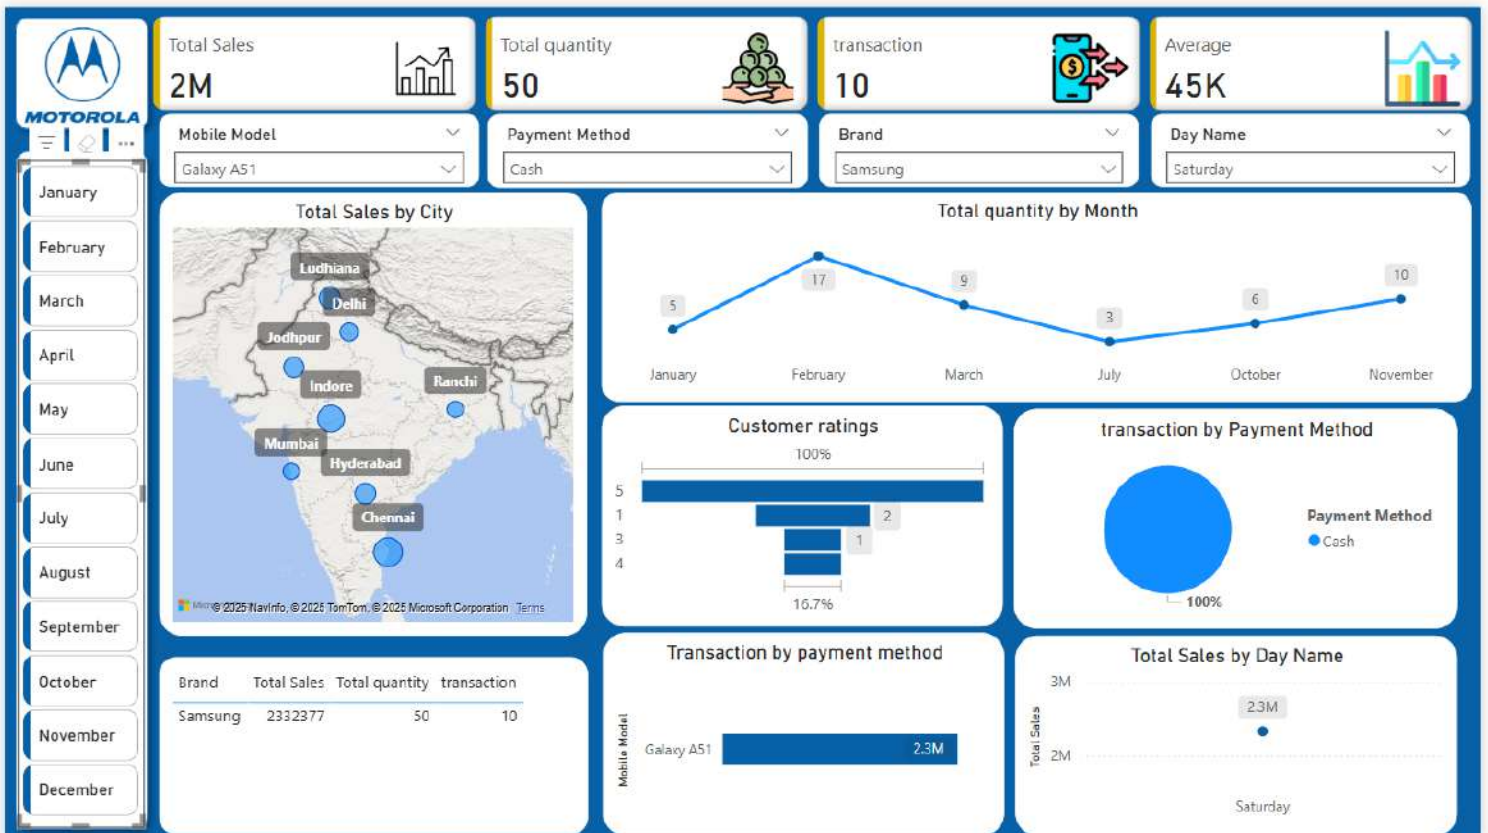 MOTOROLA
Total Sales
2M
Total quantity
50
transaction
10
Average
45K
Mobile Model
Galaxy A51
Payment Method
Cash
Brand
Samsung
Day Name
Saturday
January
February
March
April
May
June
July
August
September
October
November
December
Total Sales by City
Ludhiana
Delhi
Jodhpur
Indore
Ranchi
Mumbai
Hyderabad
Chennai
© 2025 NavInfo, © 2025 TomTom, © 2025 Microsoft Corporation Terms
Total quantity by Month
5
17
9
3
6
10
January February March July October November
Customer ratings
100%
5
1 2
3 1
4
16.7%
transaction by Payment Method
Payment Method
Cash
100%
Brand Total Sales Total quantity transaction
Samsung 2332377 50 10
Transaction by payment method
Mobile Model
Galaxy A51 2.3M
Total Sales by Day Name
Total Sales
3M
2.3M
2M
Saturday